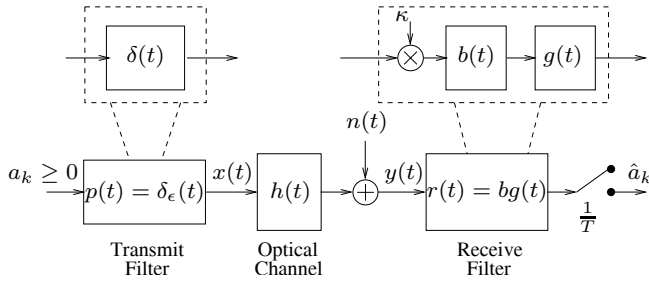 κ
δ(t)
b(t)
g(t)
n(t)
a_k ≥ 0
x(t)
y(t)
â_k
p(t) = δ_ϵ(t)
h(t)
r(t) = bg(t)
1/T
Transmit
Filter
Optical
Channel
Receive
Filter